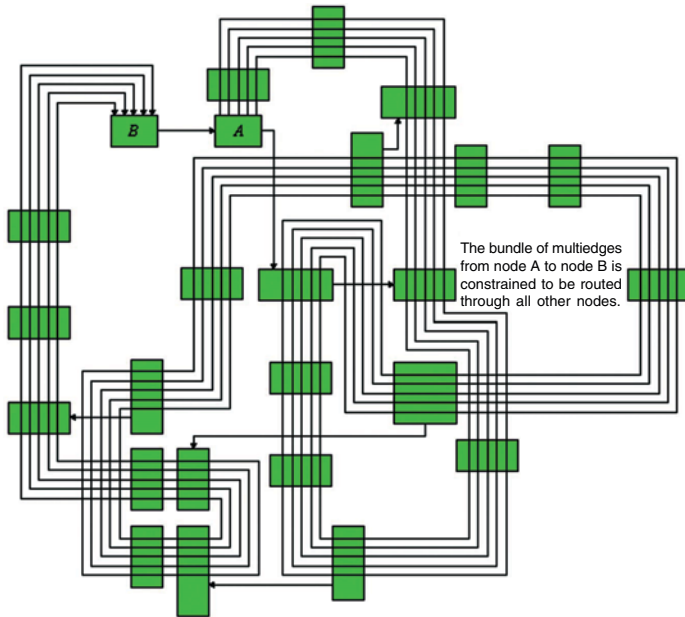 B
A
The bundle of multiedges
from node A to node B is
constrained to be routed
through all other nodes.